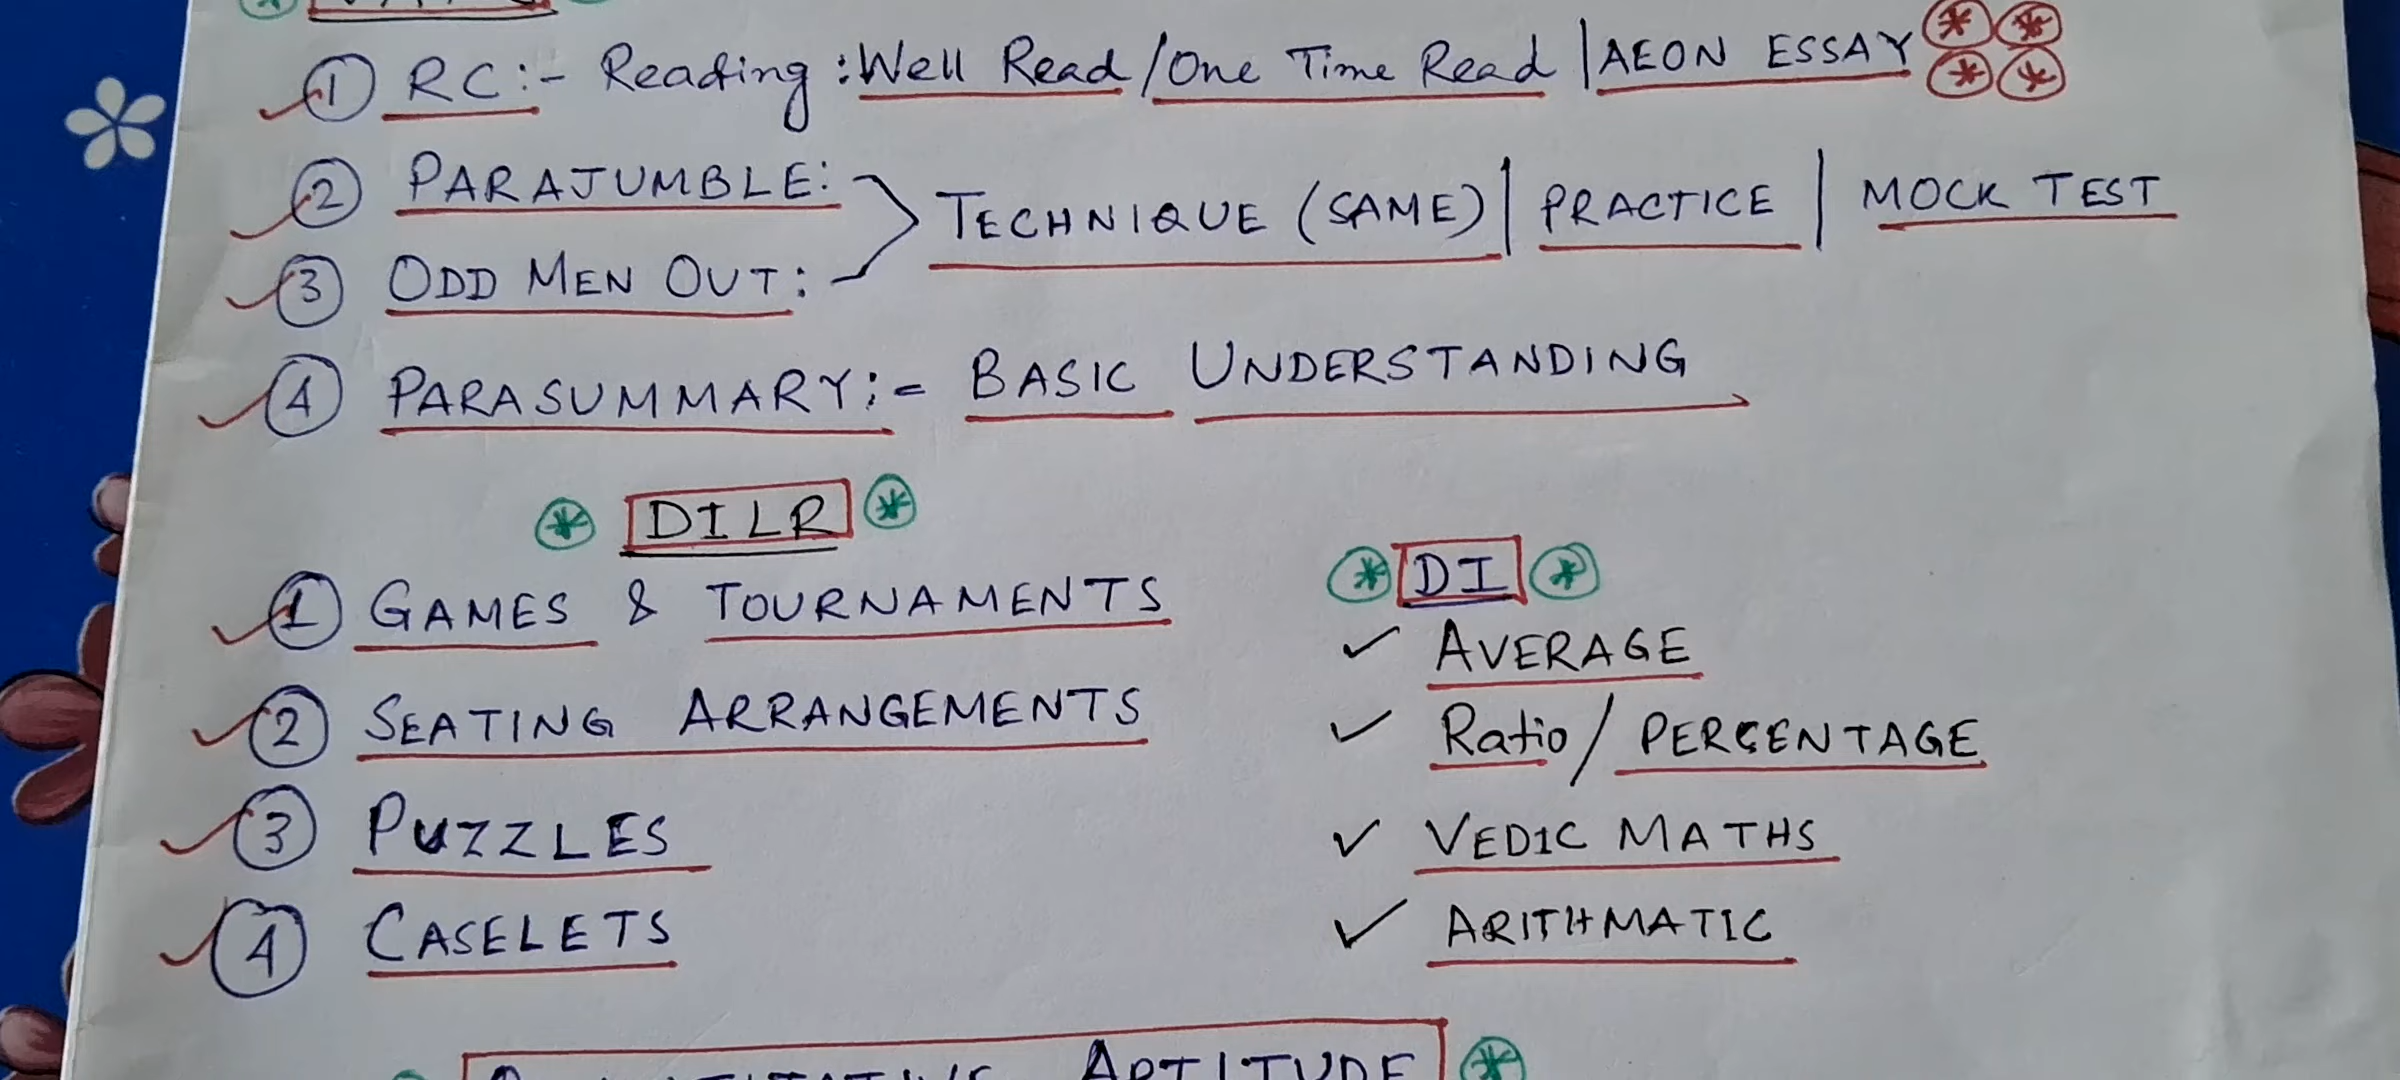 ① RC:- Reading: Well Read / One Time Read | AEON ESSAY
② PARAJUMBLE:
TECHNIQUE (SAME) | PRACTICE | MOCK TEST
③ ODD MEN OUT:
④ PARASUMMARY:= BASIC UNDERSTANDING
DILR
① GAMES & TOURNAMENTS
② SEATING ARRANGEMENTS
③ PUZZLES
④ CASELETS
DI
✓ AVERAGE
✓ Ratio / PERCENTAGE
✓ VEDIC MATHS
✓ ARITHMATIC
APTITUDE